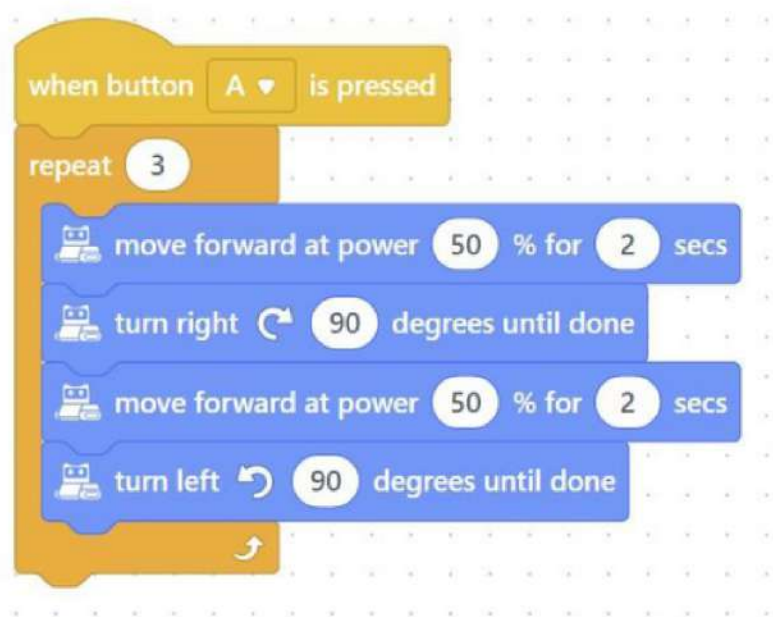 when button A is pressed
repeat 3
move forward at power 50 % for 2 secs
turn right 90 degrees until done
move forward at power 50 % for 2 secs
turn left 90 degrees until done